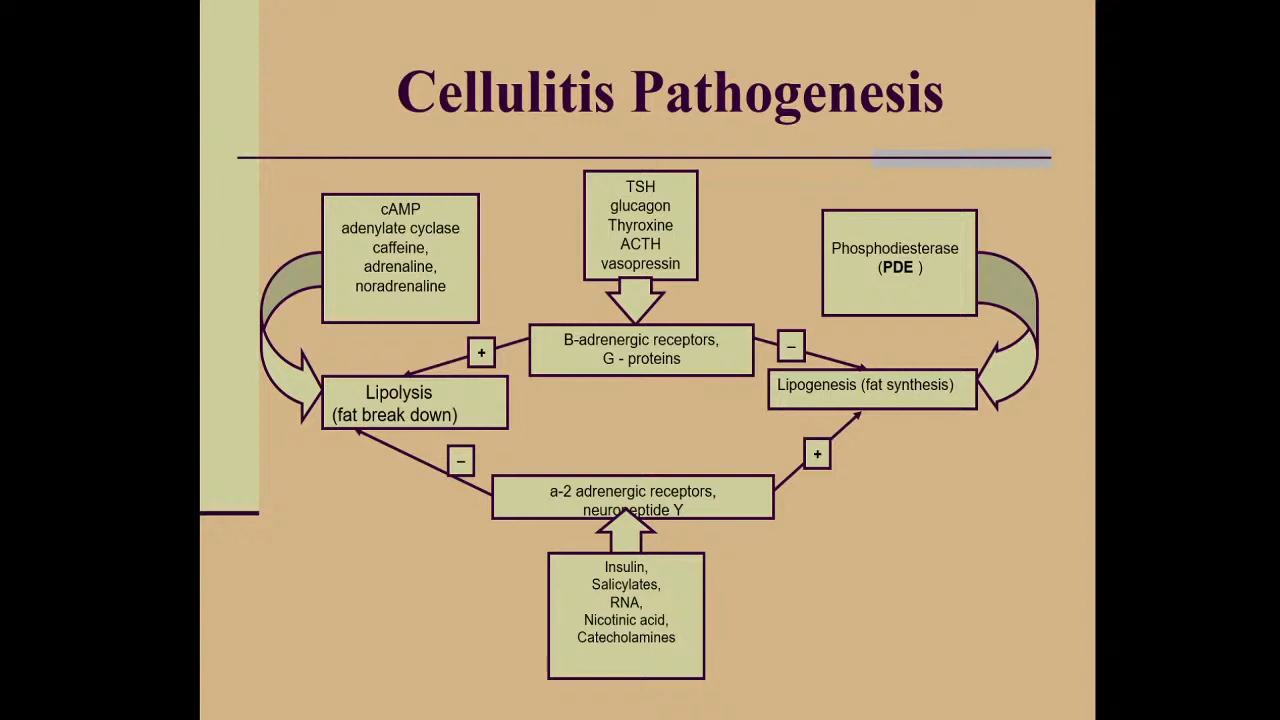 Cellulitis Pathogenesis
cAMP
adenylate cyclase
caffeine,
adrenaline,
noradrenaline
TSH
glucagon
Thyroxine
ACTH
vasopressin
Phosphodiesterase
(PDE )
B-adrenergic receptors,
G - proteins
+
–
Lipolysis
(fat break down)
Lipogenesis (fat synthesis)
–
+
a-2 adrenergic receptors,
neuropeptide Y
Insulin,
Salicylates,
RNA,
Nicotinic acid,
Catecholamines